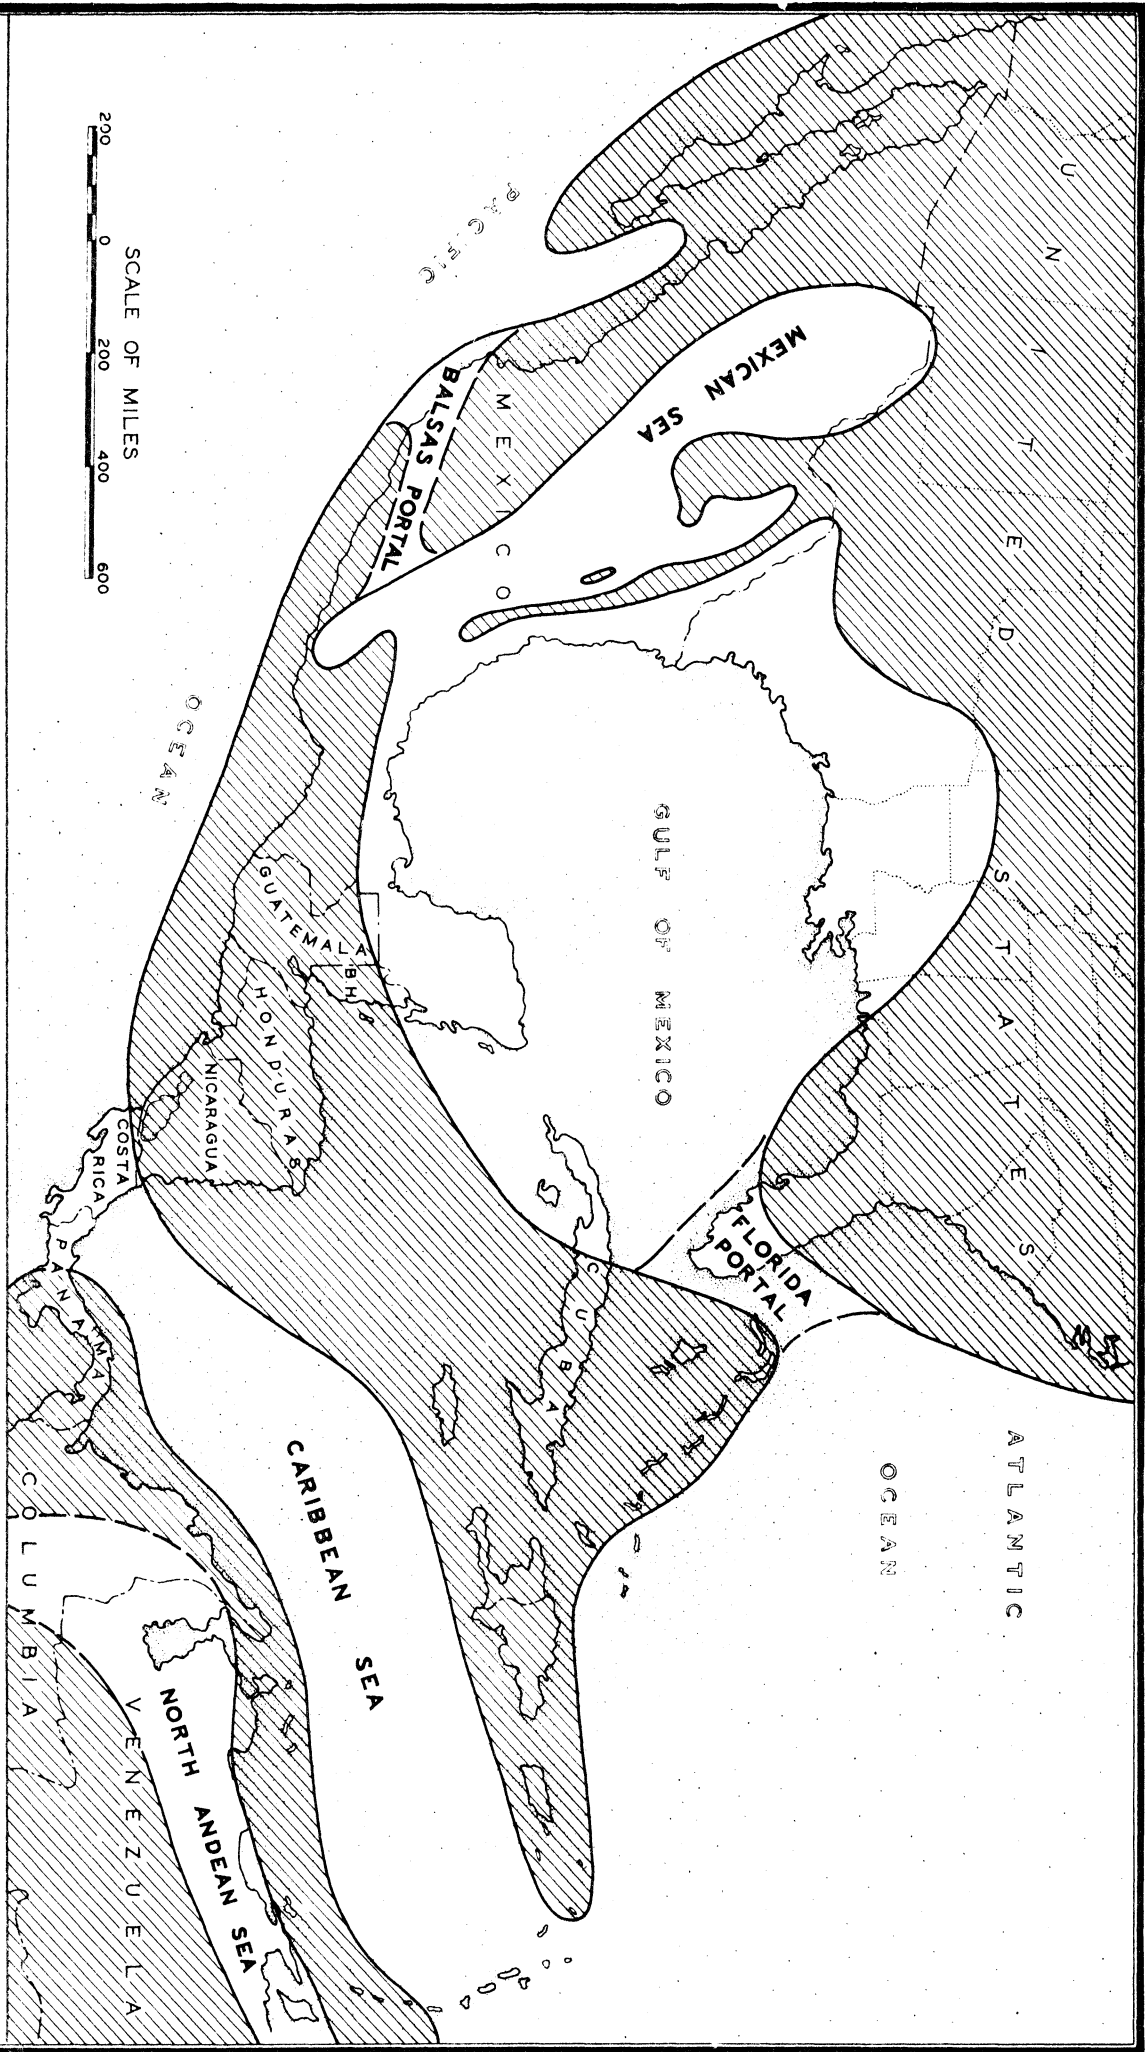 UNITED STATES
MEXICAN SEA
MEXICO
BALSAS PORTAL
PACIFIC
OCEAN
GULF OF MEXICO
FLORIDA
PORTAL
ATLANTIC
OCEAN
CUBA
GUATEMALA
BH
HONDURAS
NICARAGUA
COSTA
RICA
PANAMA
CARIBBEAN SEA
COLUMBIA
VENEZUELA
NORTH ANDEAN SEA
SCALE OF MILES
200 0 200 400 600